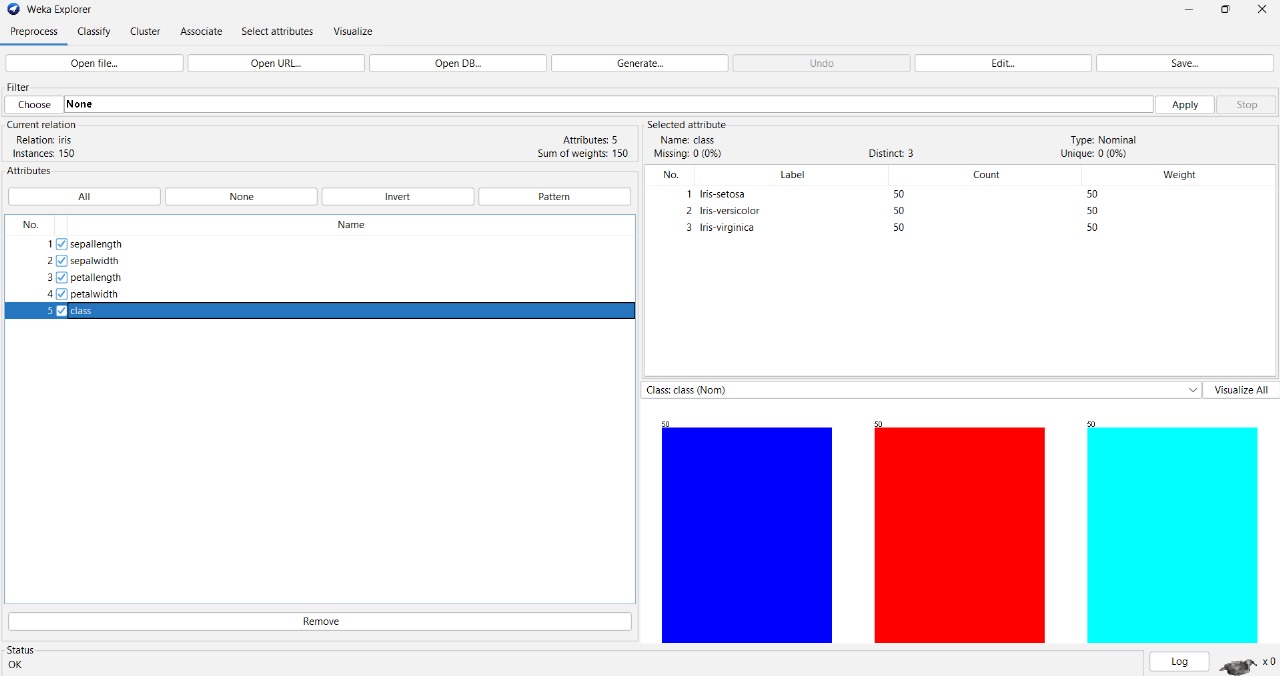 Weka Explorer
Preprocess Classify Cluster Associate Select attributes Visualize
Open file... Open URL... Open DB... Generate... Undo Edit... Save...
Filter
Choose None Apply Stop
Current relation
Relation: iris Attributes: 5
Instances: 150 Sum of weights: 150
Attributes
All None Invert Pattern
No. Name
1 sepallength
2 sepalwidth
3 petallength
4 petalwidth
5 class
Remove
Selected attribute
Name: class Type: Nominal
Missing: 0 (0%) Distinct: 3 Unique: 0 (0%)
No. Label Count Weight
1 Iris-setosa 50 50
2 Iris-versicolor 50 50
3 Iris-virginica 50 50
Class: class (Nom) Visualize All
50 50 50
Status
OK Log x 0